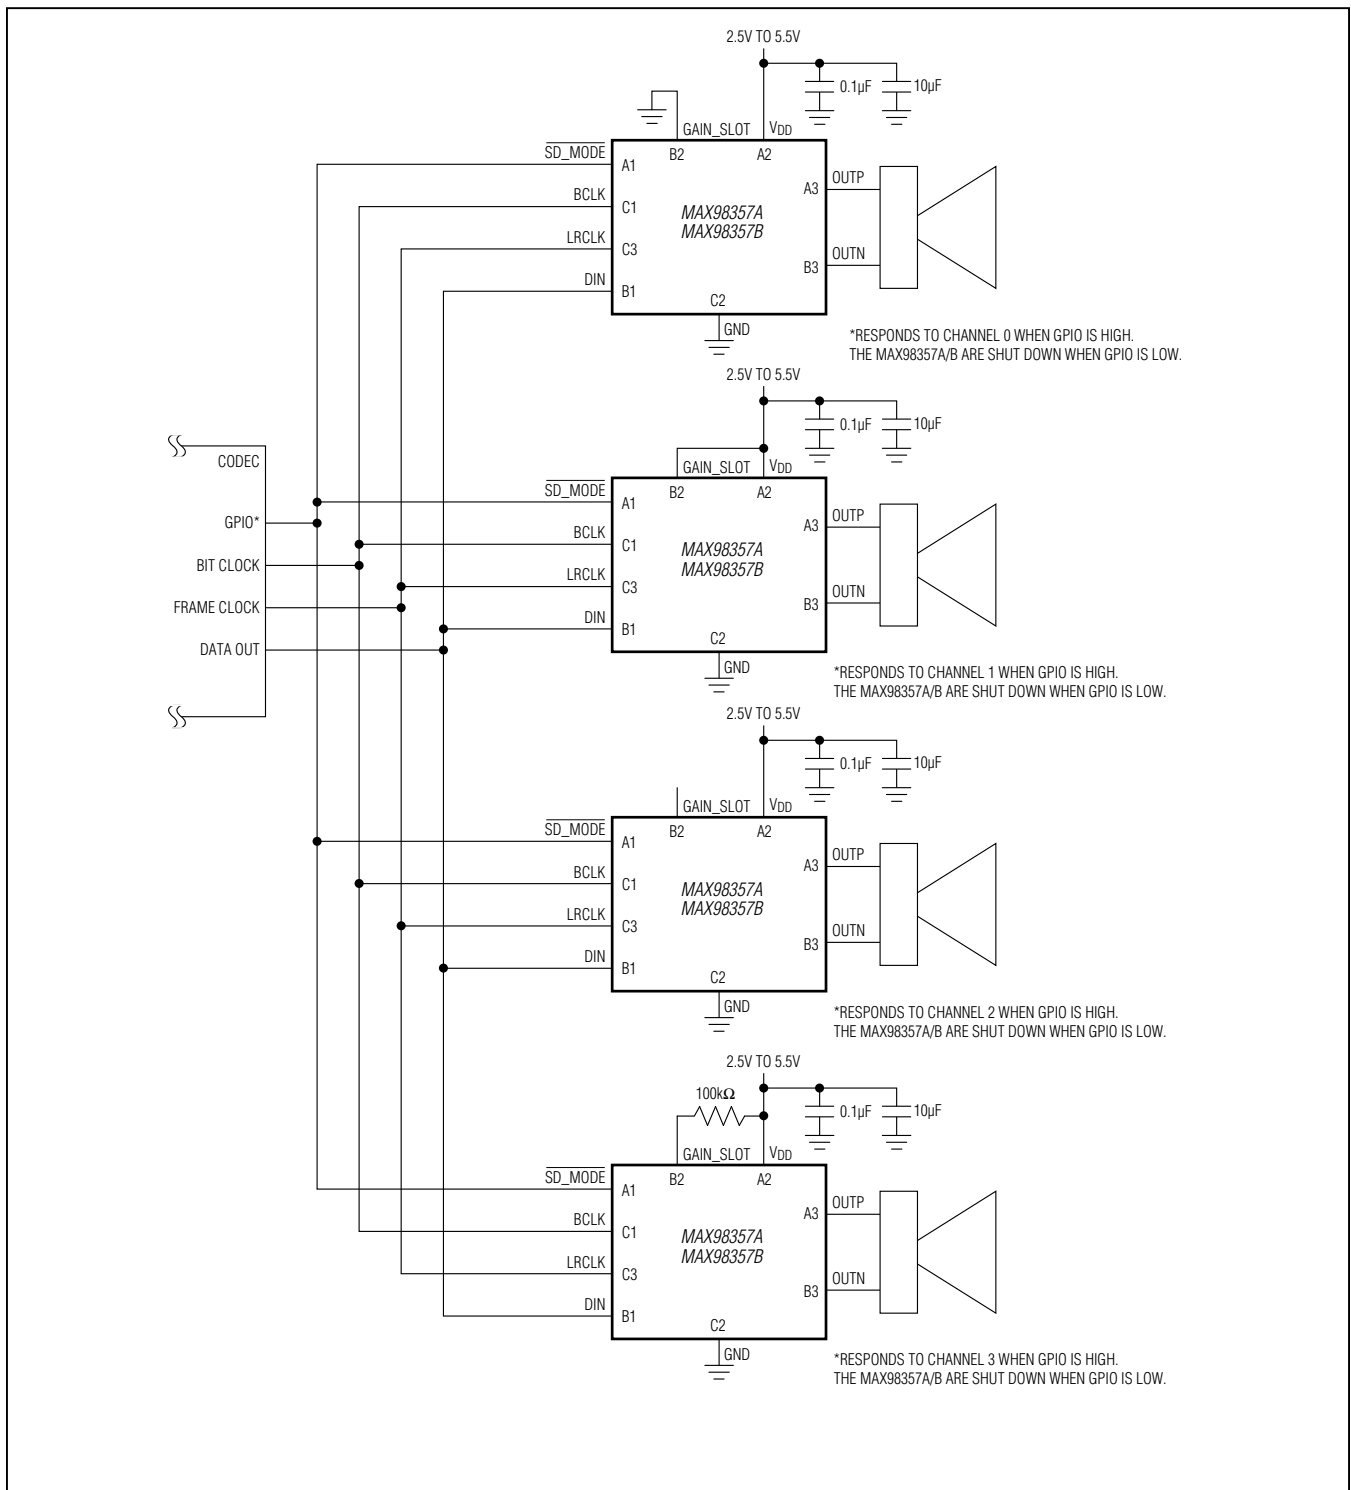 2.5V TO 5.5V
0.1µF
10µF
GAIN_SLOT
VDD
SD_MODE
B2
A2
A1
OUTP
A3
BCLK
C1
MAX98357A
MAX98357B
LRCLK
C3
OUTN
B3
DIN
B1
C2
GND
*RESPONDS TO CHANNEL 0 WHEN GPIO IS HIGH.
THE MAX98357A/B ARE SHUT DOWN WHEN GPIO IS LOW.
2.5V TO 5.5V
0.1µF
10µF
CODEC
GPIO*
BIT CLOCK
FRAME CLOCK
DATA OUT
GAIN_SLOT
VDD
SD_MODE
B2
A2
A1
OUTP
A3
BCLK
C1
MAX98357A
MAX98357B
LRCLK
C3
OUTN
B3
DIN
B1
C2
GND
*RESPONDS TO CHANNEL 1 WHEN GPIO IS HIGH.
THE MAX98357A/B ARE SHUT DOWN WHEN GPIO IS LOW.
2.5V TO 5.5V
0.1µF
10µF
GAIN_SLOT
VDD
SD_MODE
B2
A2
A1
OUTP
A3
BCLK
C1
MAX98357A
MAX98357B
LRCLK
C3
OUTN
B3
DIN
B1
C2
GND
*RESPONDS TO CHANNEL 2 WHEN GPIO IS HIGH.
THE MAX98357A/B ARE SHUT DOWN WHEN GPIO IS LOW.
2.5V TO 5.5V
100kΩ
0.1µF
10µF
GAIN_SLOT
VDD
SD_MODE
B2
A2
A1
OUTP
A3
BCLK
C1
MAX98357A
MAX98357B
LRCLK
C3
OUTN
B3
DIN
B1
C2
GND
*RESPONDS TO CHANNEL 3 WHEN GPIO IS HIGH.
THE MAX98357A/B ARE SHUT DOWN WHEN GPIO IS LOW.